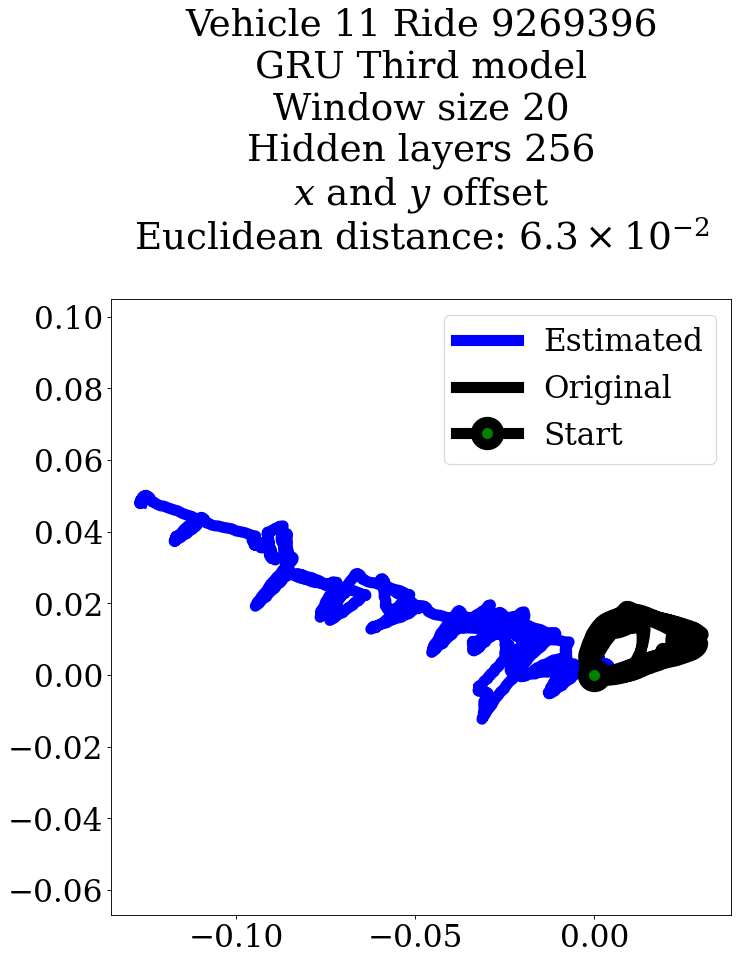 Vehicle 11 Ride 9269396
GRU Third model
Window size 20
Hidden layers 256
x and y offset
Euclidean distance: 6.3 × 10⁻²
Estimated
Original
Start
0.10
0.08
0.06
0.04
0.02
0.00
−0.02
−0.04
−0.06
−0.10
−0.05
0.00